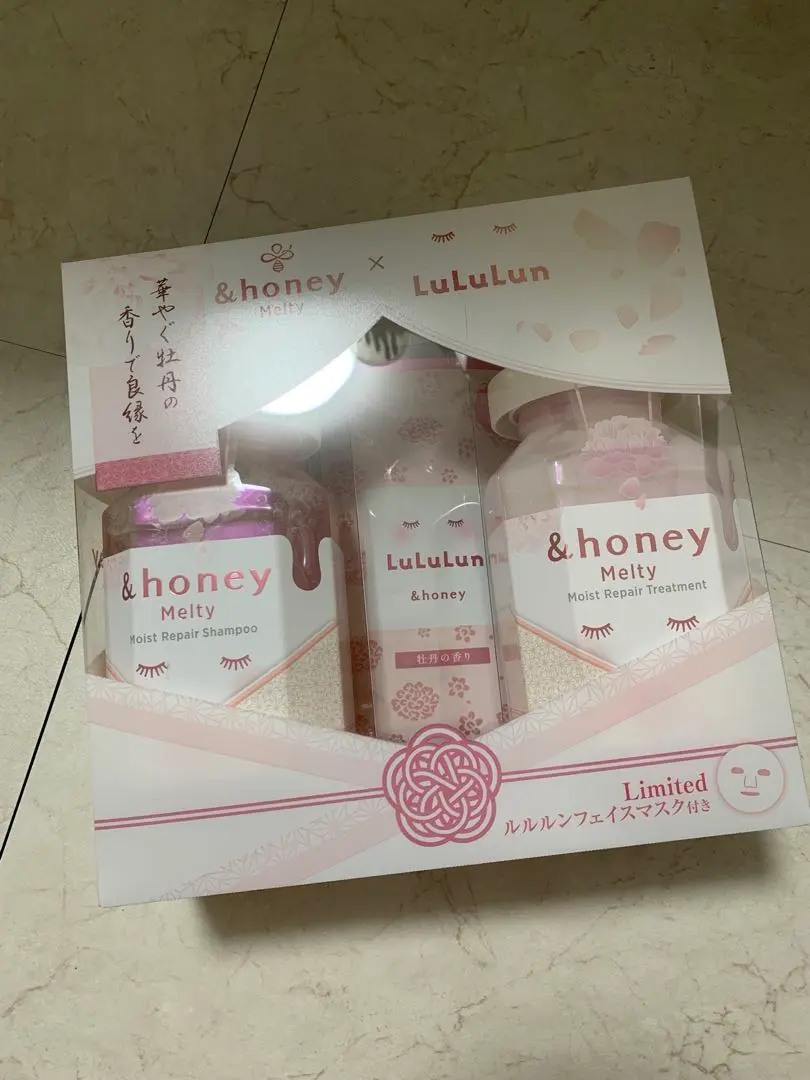 華やぐ牡丹の
香りで良縁を
&honey
Melty
×
LuLuLun
&honey
Melty
Moist Repair Shampoo
LuLuLun
&honey
牡丹の香り
&honey
Melty
Moist Repair Treatment
Limited
ルルルンフェイスマスク付き